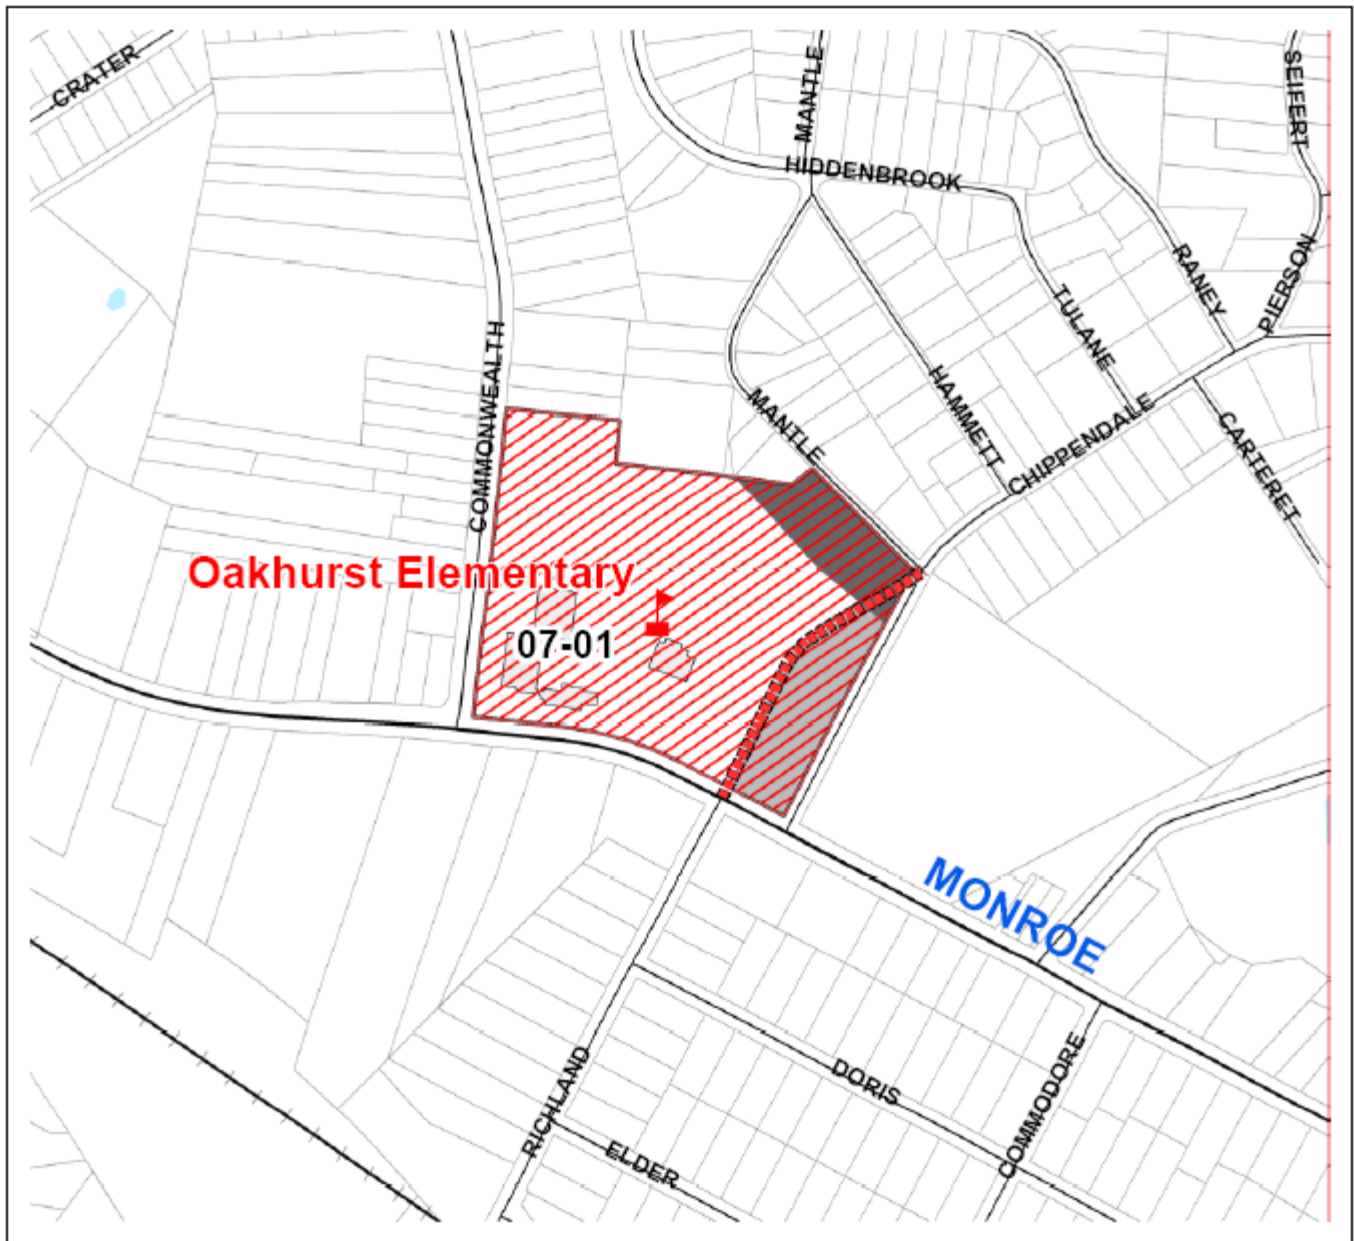 CRATER
MANTLE
SEIFERT
HIDDENBROOK
RANEY
PIERSON
TULANE
COMMONWEALTH
HAMMETT
MANTLE
CHIPPENDALE
CARTERET
Oakhurst Elementary
07-01
MONROE
RICHLAND
DORIS
COMMODORE
ELDER